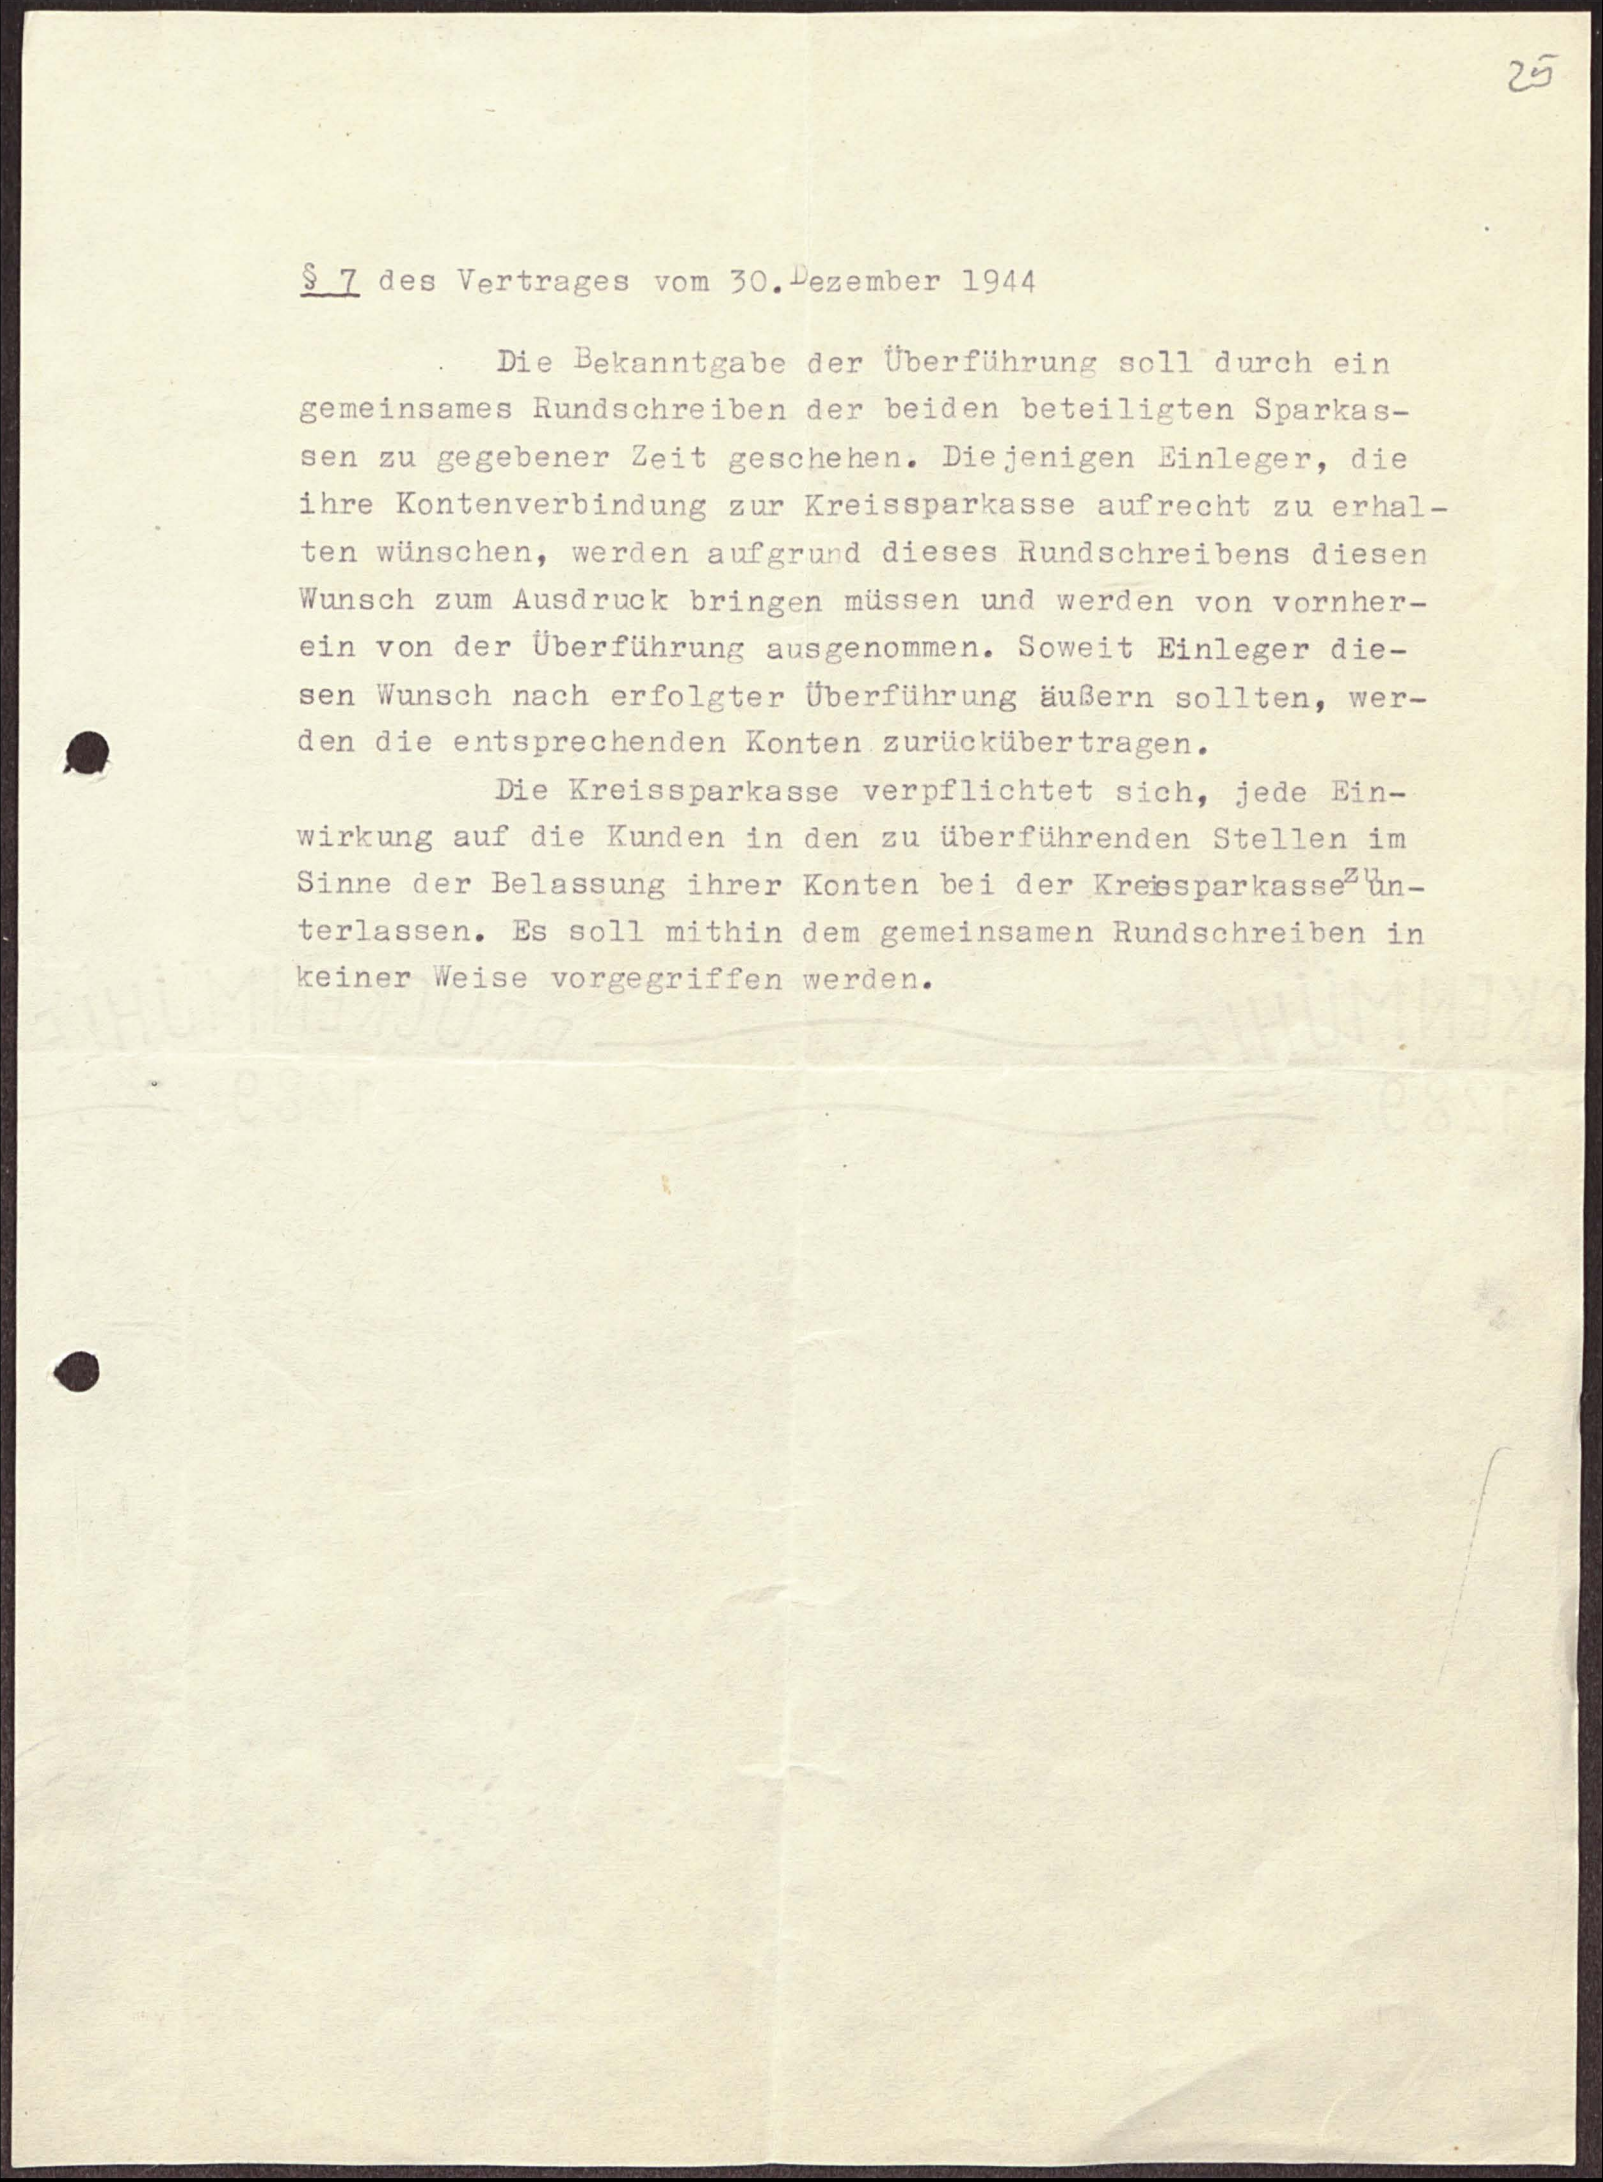 25
§ 7 des Vertrages vom 30.Dezember 1944
Die Bekanntgabe der Überführung soll durch ein
gemeinsames Rundschreiben der beiden beteiligten Sparkas-
sen zu gegebener Zeit geschehen. Diejenigen Einleger, die
ihre Kontenverbindung zur Kreissparkasse aufrecht zu erhal-
ten wünschen, werden aufgrund dieses Rundschreibens diesen
Wunsch zum Ausdruck bringen müssen und werden von vornher-
ein von der Überführung ausgenommen. Soweit Einleger die-
sen Wunsch nach erfolgter Überführung äußern sollten, wer-
den die entsprechenden Konten zurückübertragen.
Die Kreissparkasse verpflichtet sich, jede Ein-
wirkung auf die Kunden in den zu überführenden Stellen im
Sinne der Belassung ihrer Konten bei der Kreissparkasse zu un-
terlassen. Es soll mithin dem gemeinsamen Rundschreiben in
keiner Weise vorgegriffen werden.
1289
1289